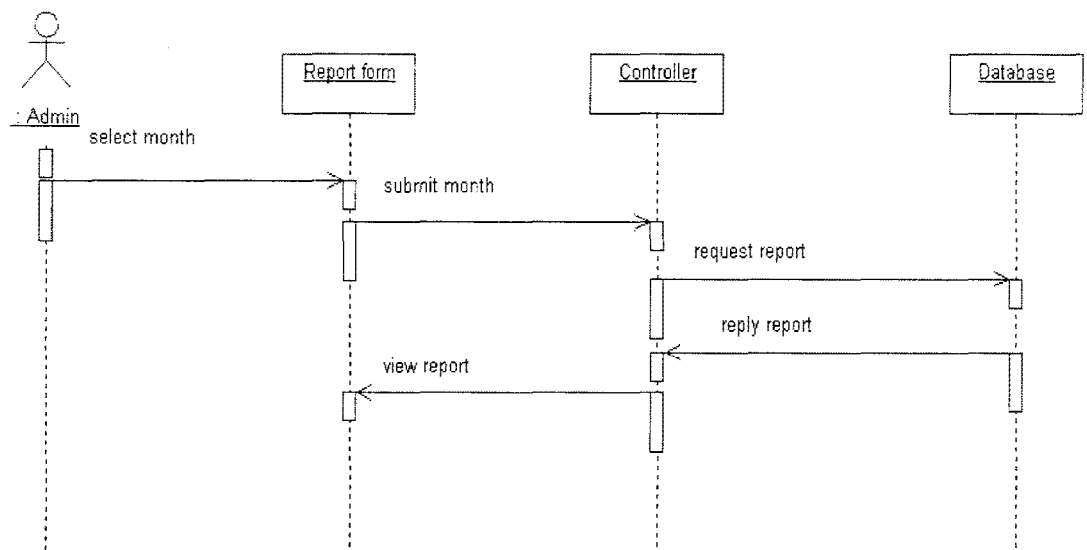 Report form
Controller
Database
: Admin
select month
submit month
request report
reply report
view report